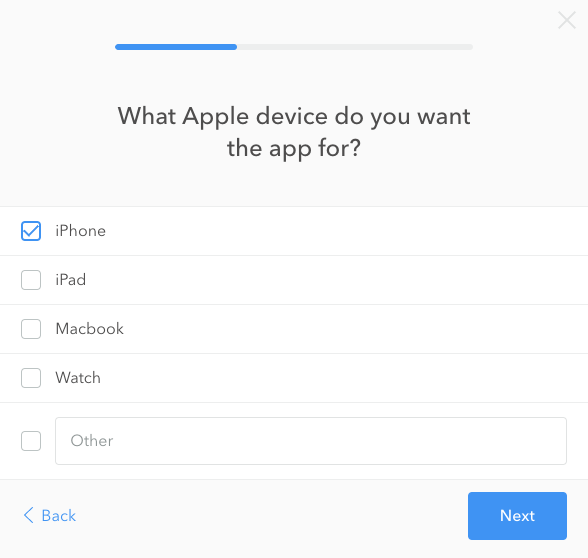 What Apple device do you want
the app for?
iPhone
iPad
Macbook
Watch
Other
Back
Next